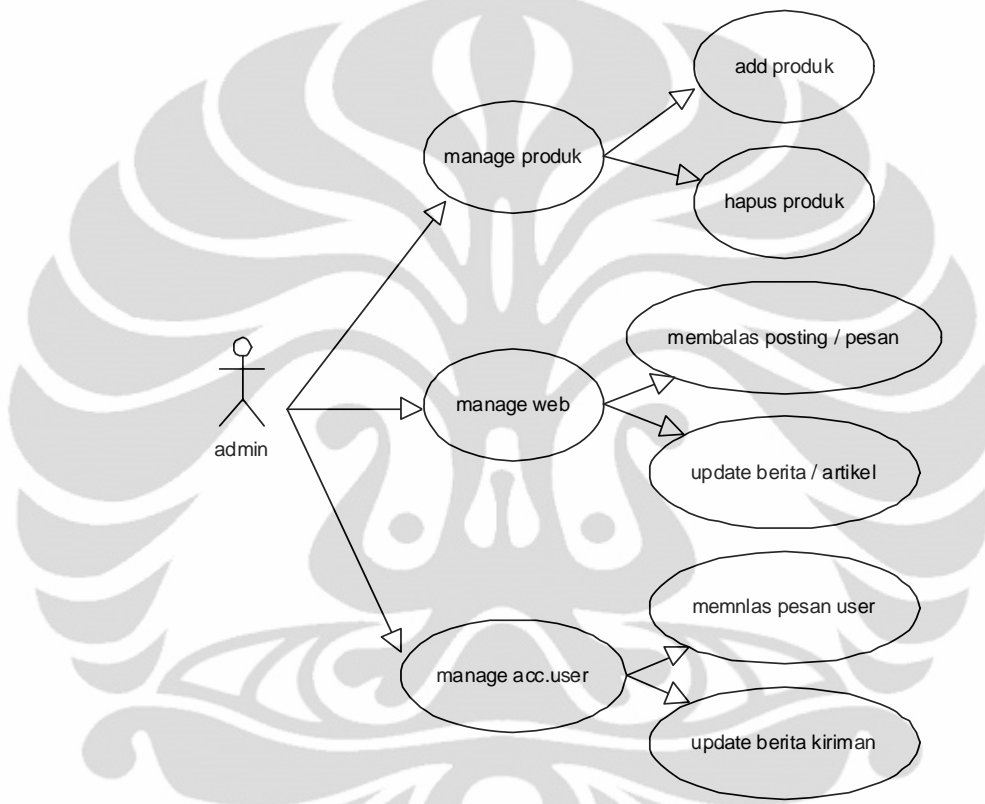 add produk
manage produk
hapus produk
membalas posting / pesan
manage web
admin
update berita / artikel
memnlas pesan user
manage acc.user
update berita kiriman